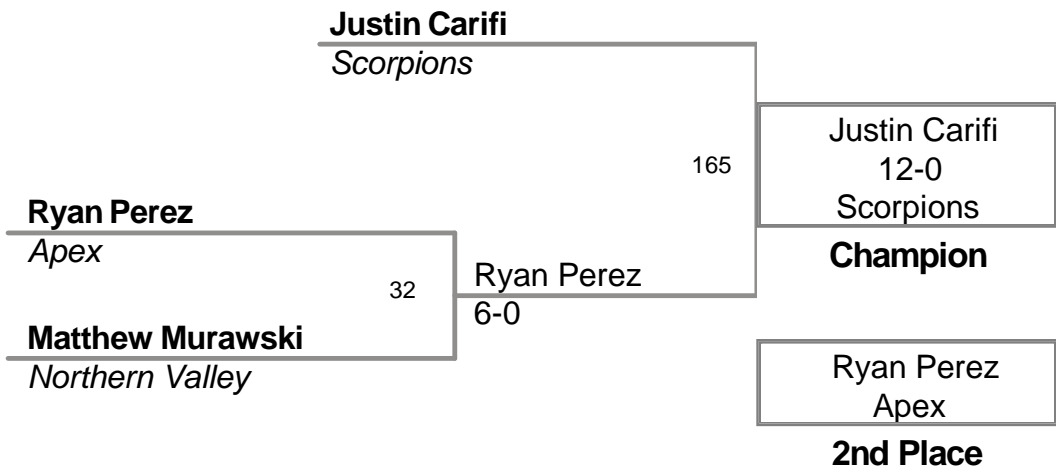 Justin Carifi
Scorpions
165
Justin Carifi
12-0
Scorpions
Champion
Ryan Perez
Apex
32
Ryan Perez
6-0
Matthew Murawski
Northern Valley
Ryan Perez
Apex
2nd Place